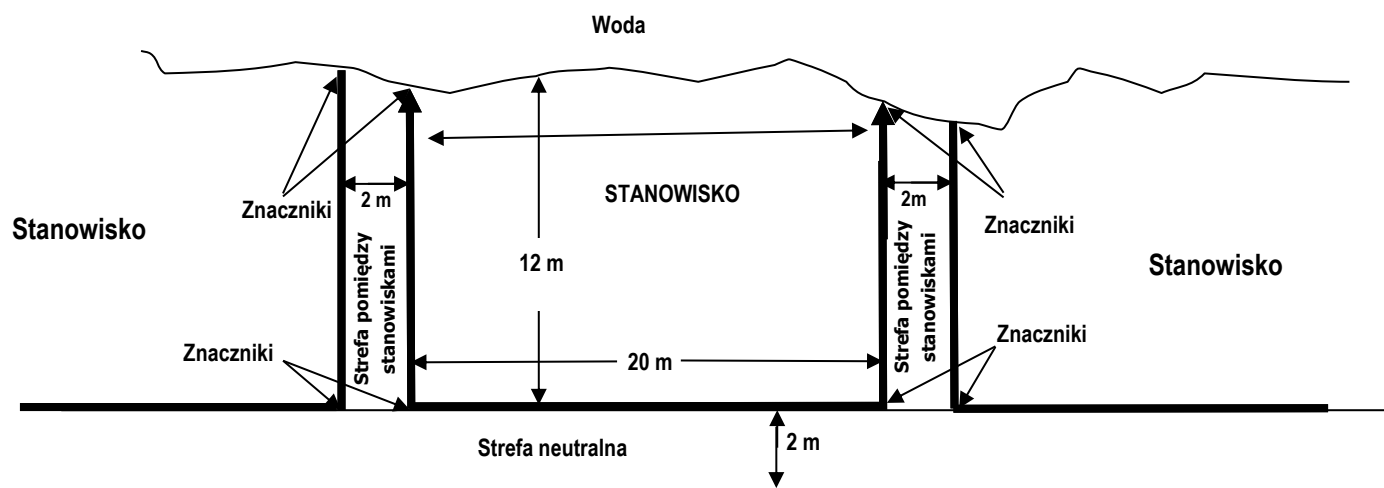 Woda
Znaczniki
2 m
STANOWISKO
2m
Znaczniki
Stanowisko
Strefa pomiędzy
stanowiskami
12 m
Strefa pomiędzy
stanowiskami
Stanowisko
Znaczniki
20 m
Znaczniki
Strefa neutralna
2 m